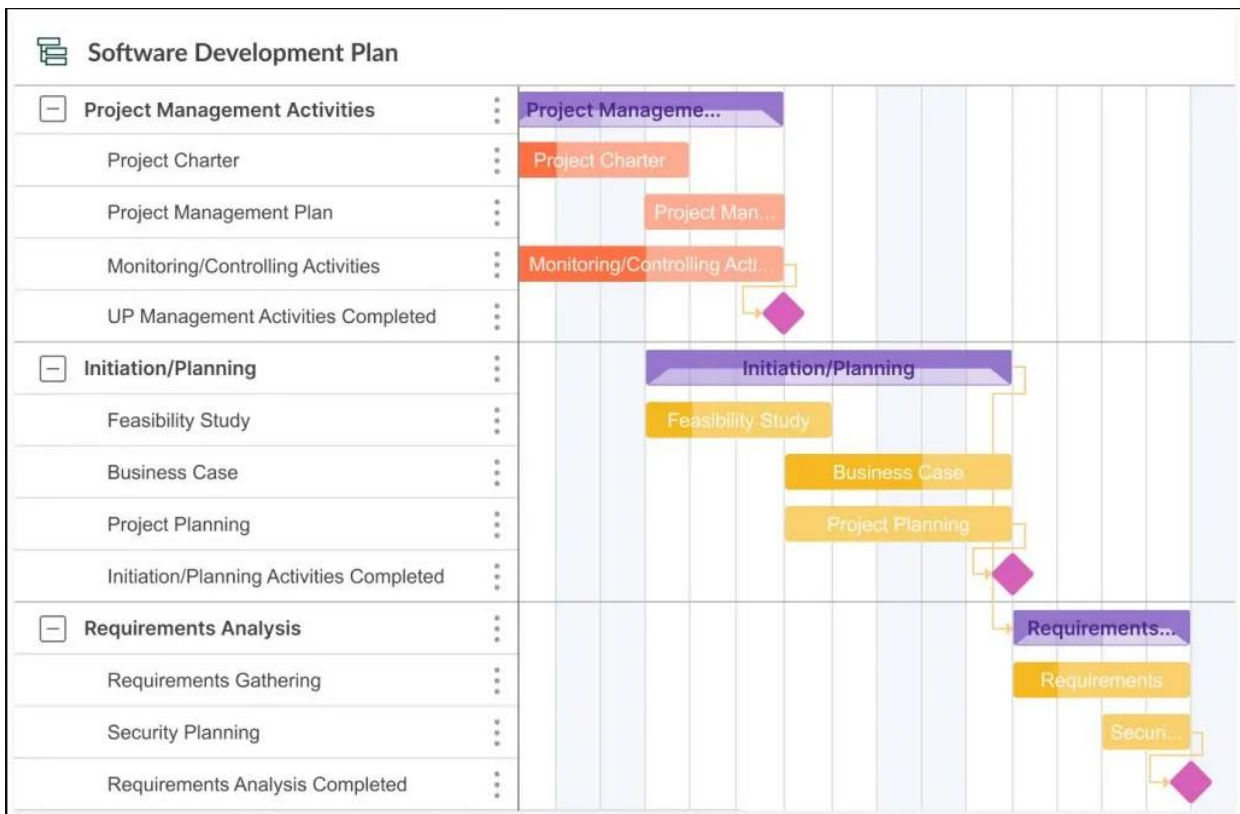 Software Development Plan
Project Management Activities
Project Manageme...
Project Charter
Project Charter
Project Management Plan
Project Man...
Monitoring/Controlling Activities
Monitoring/Controlling Acti...
UP Management Activities Completed
Initiation/Planning
Initiation/Planning
Feasibility Study
Feasibility Study
Business Case
Business Case
Project Planning
Project Planning
Initiation/Planning Activities Completed
Requirements Analysis
Requirements...
Requirements Gathering
Requirements
Security Planning
Securi...
Requirements Analysis Completed